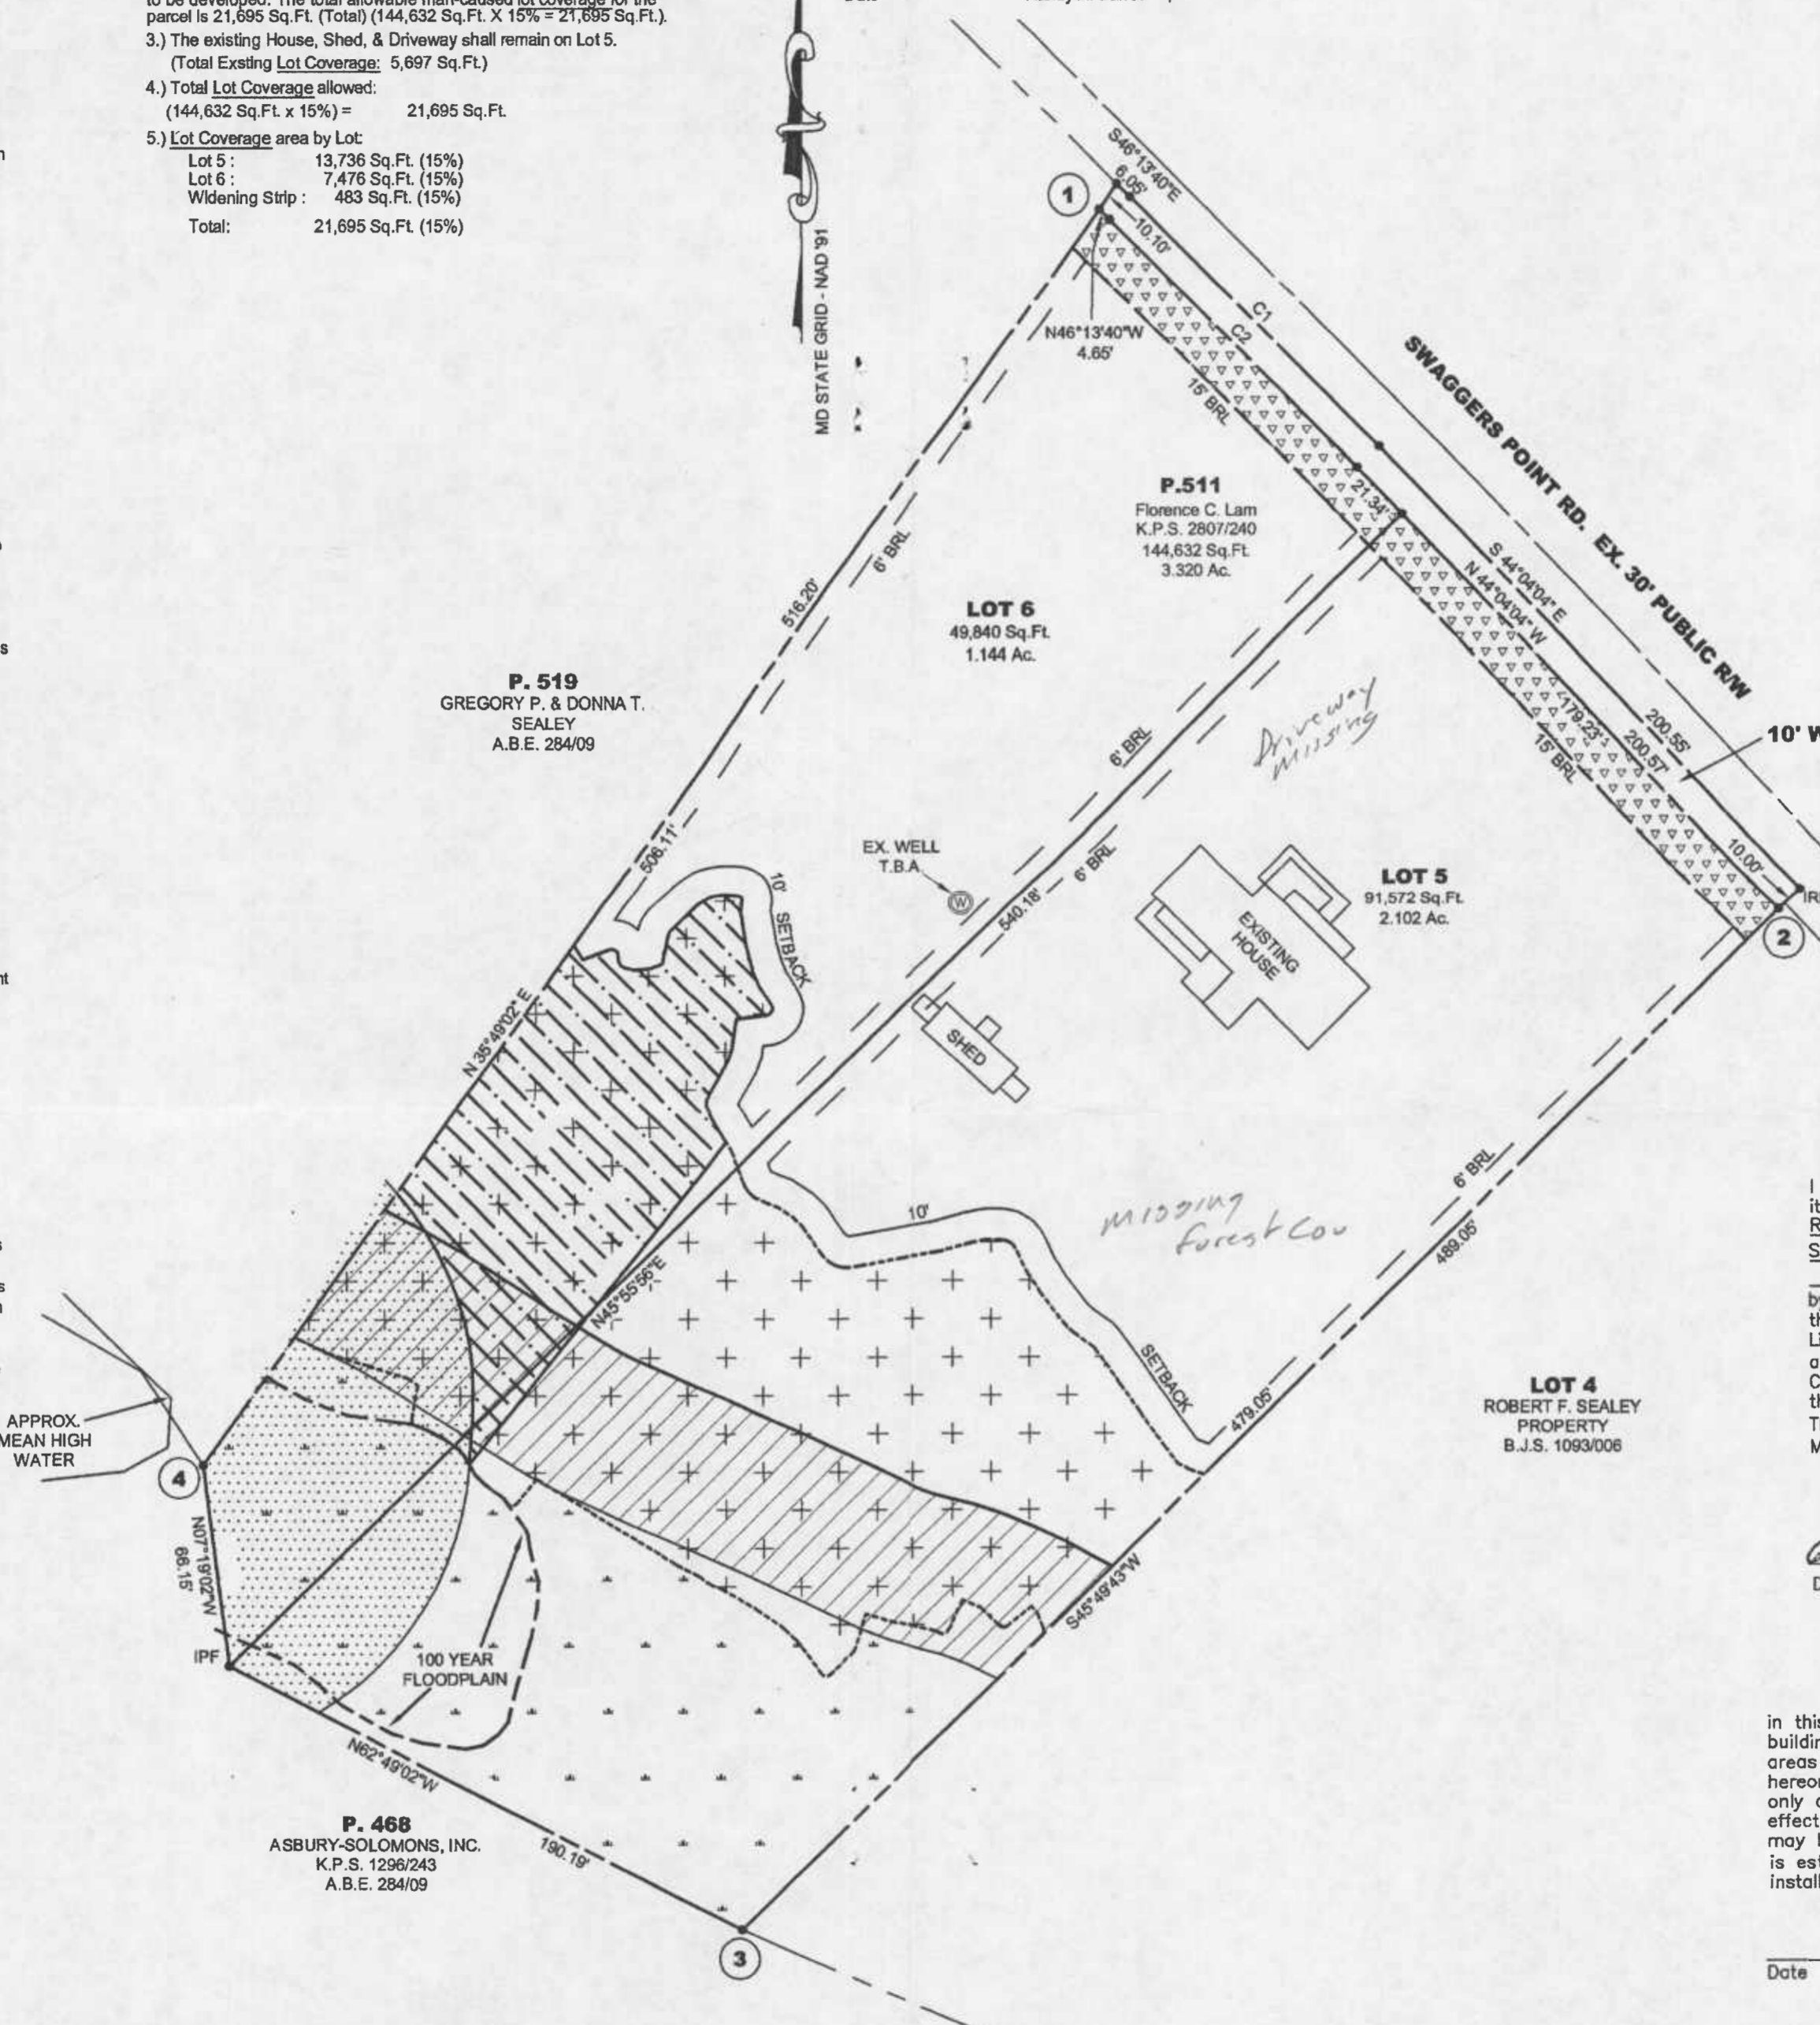 parcel Is 21,695 Sq.Ft. (Total) (144,632 Sq.Ft. X 15% = 21,695 Sq.Ft.).
3.) The existing House, Shed, & Driveway shall remain on Lot 5.
(Total Exsting Lot Coverage: 5,697 Sq.Ft.)
4.) Total Lot Coverage allowed:
(144,632 Sq.Ft. x 15%) = 21,695 Sq.Ft.
5.) Lot Coverage area by Lot:
Lot 5 : 13,736 Sq.Ft. (15%)
Lot 6 : 7,476 Sq.Ft. (15%)
Widening Strip : 483 Sq.Ft. (15%)
Total: 21,695 Sq.Ft. (15%)
MD STATE GRID - NAD '91
S46°13'40"E
6.05'
1
10.10'
N46°13'40"W
4.65'
C1
C2
15' BRL
SWAGGERS POINT RD. EX. 30' PUBLIC R/W
P.511
Florence C. Lam
K.P.S. 2807/240
144,632 Sq.Ft.
3.320 Ac.
21.34'
S 44°04'04" E
N 44°04'04" W
6' BRL
516.20'
LOT 6
49,840 Sq.Ft.
1.144 Ac.
P. 519
GREGORY P. & DONNA T.
SEALEY
A.B.E. 284/09
Driveway
missing
6' BRL
179.23'
200.55'
200.57'
15' BRL
10' W
506.11'
10'
SETBACK
EX. WELL
T.B.A.
W
540.18'
6' BRL
LOT 5
91,572 Sq.Ft.
2.102 Ac.
10.00'
2
EXISTING
HOUSE
SHED
N 35°49'02" E
6' BRL
missing
forest Cov
10'
489.05'
N45°55'56"E
SETBACK
479.05'
LOT 4
ROBERT F. SEALEY
PROPERTY
B.J.S. 1093/006
APPROX.
MEAN HIGH
WATER
4
N07°19'02"W
66.15'
S45°49'43"W
IPF
100 YEAR
FLOODPLAIN
N62°49'02"W
190.19'
P. 468
ASBURY-SOLOMONS, INC.
K.P.S. 1296/243
A.B.E. 284/09
3
in this
areas
only
may
Date